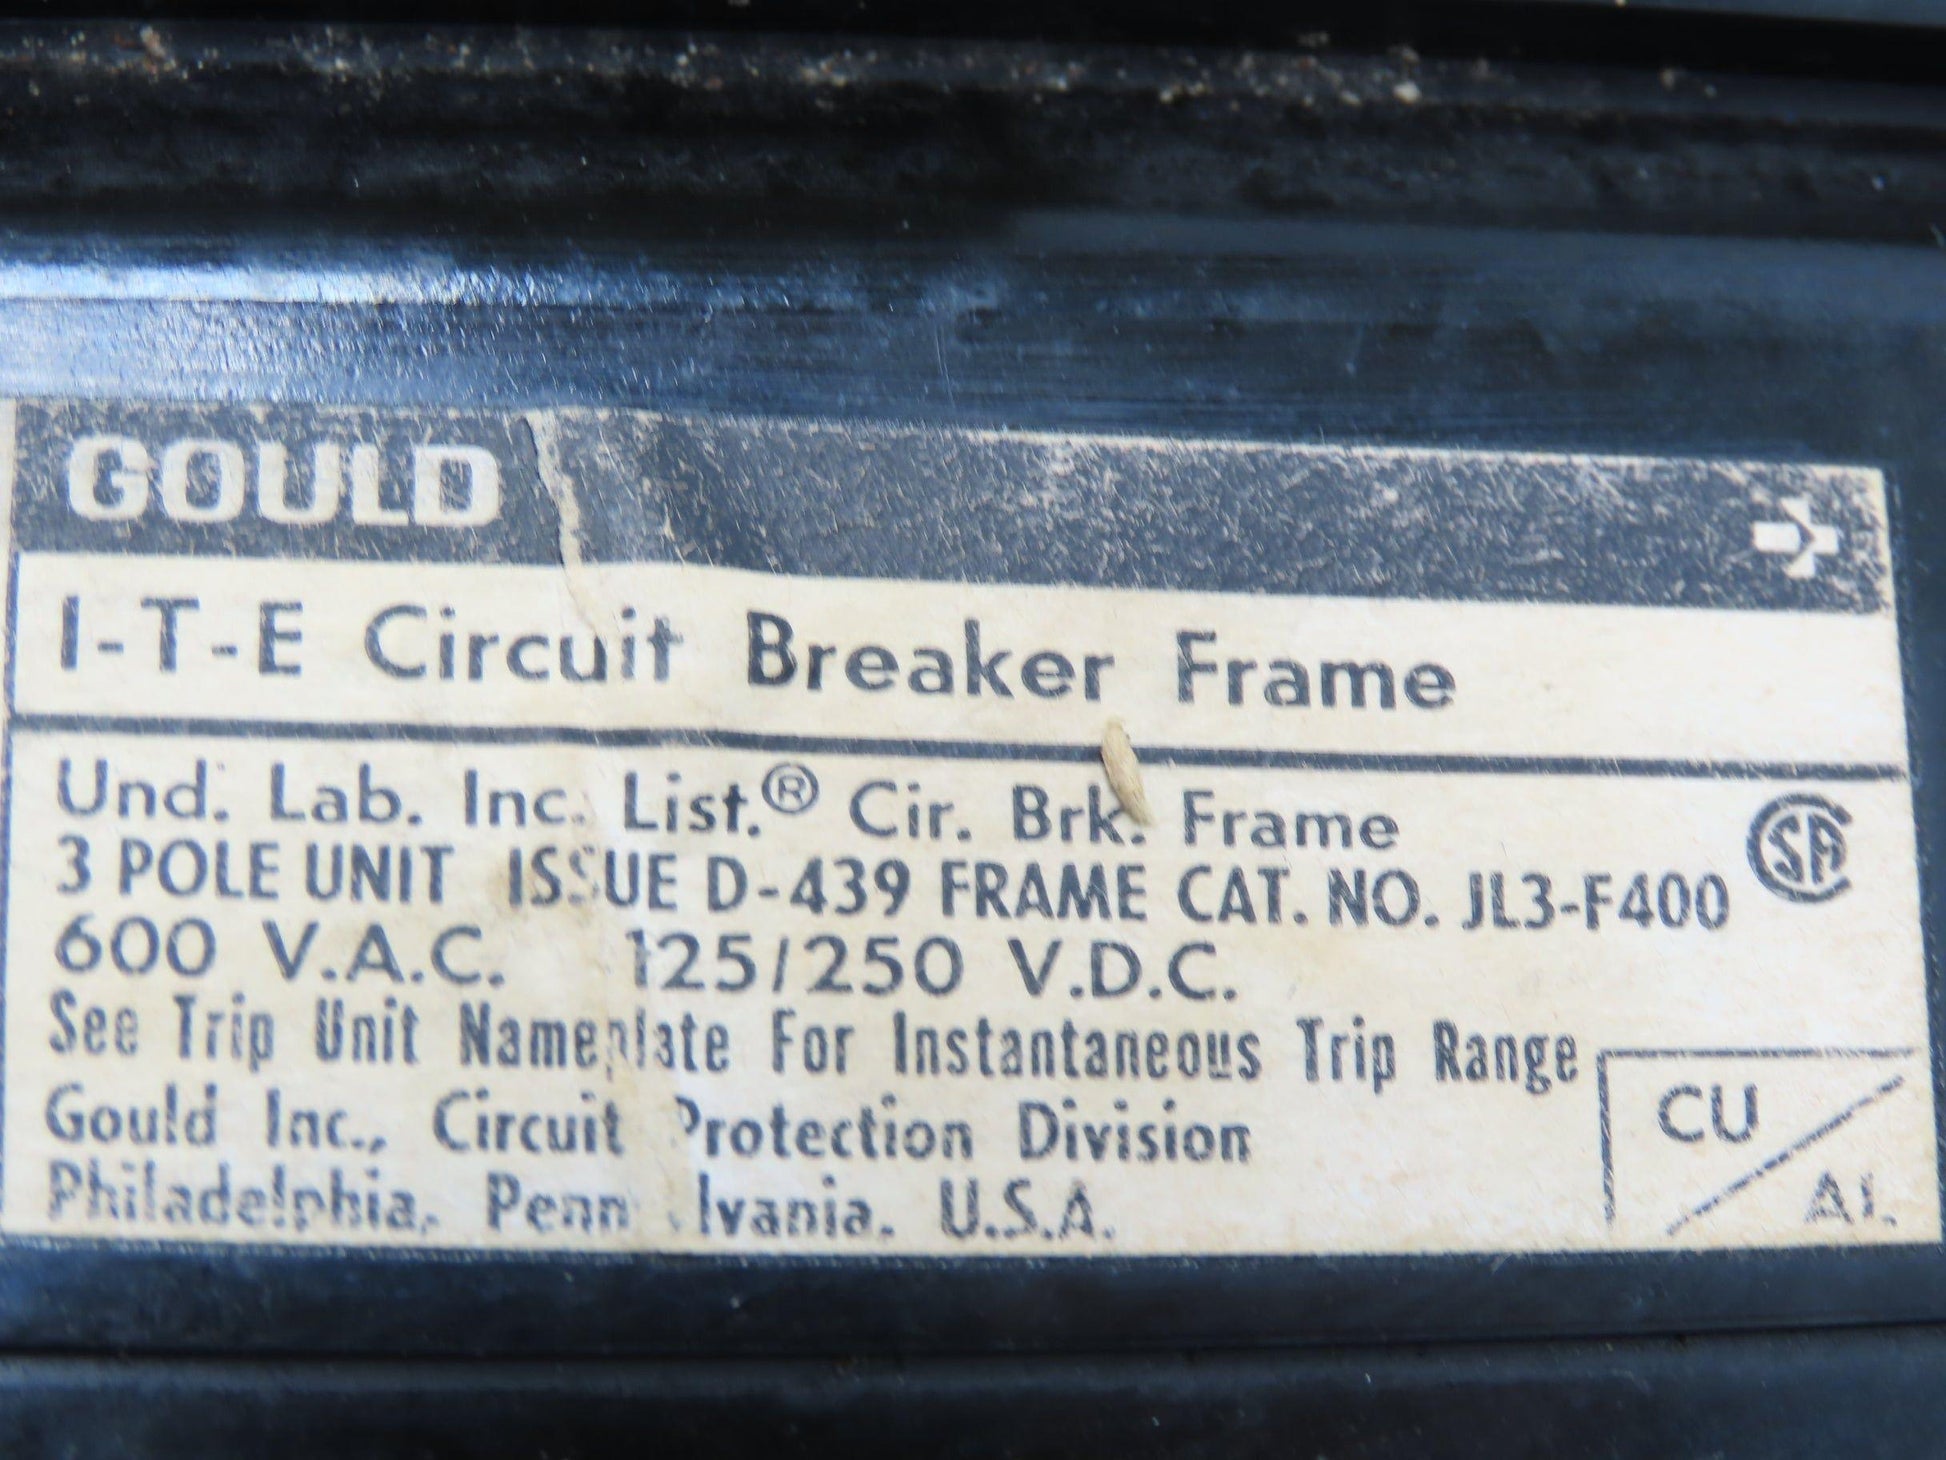 GOULD
I-T-E Circuit Breaker Frame
Und. Lab. Inc. List.® Cir. Brk. Frame
3 POLE UNIT ISSUE D-439 FRAME CAT. NO. JL3-F400
SA
600 V.A.C. 125/250 V.D.C.
See Trip Unit Nameplate For Instantaneous Trip Range
Gould Inc., Circuit Protection Division
Philadelphia, Pennsylvania, U.S.A.
CU/AL